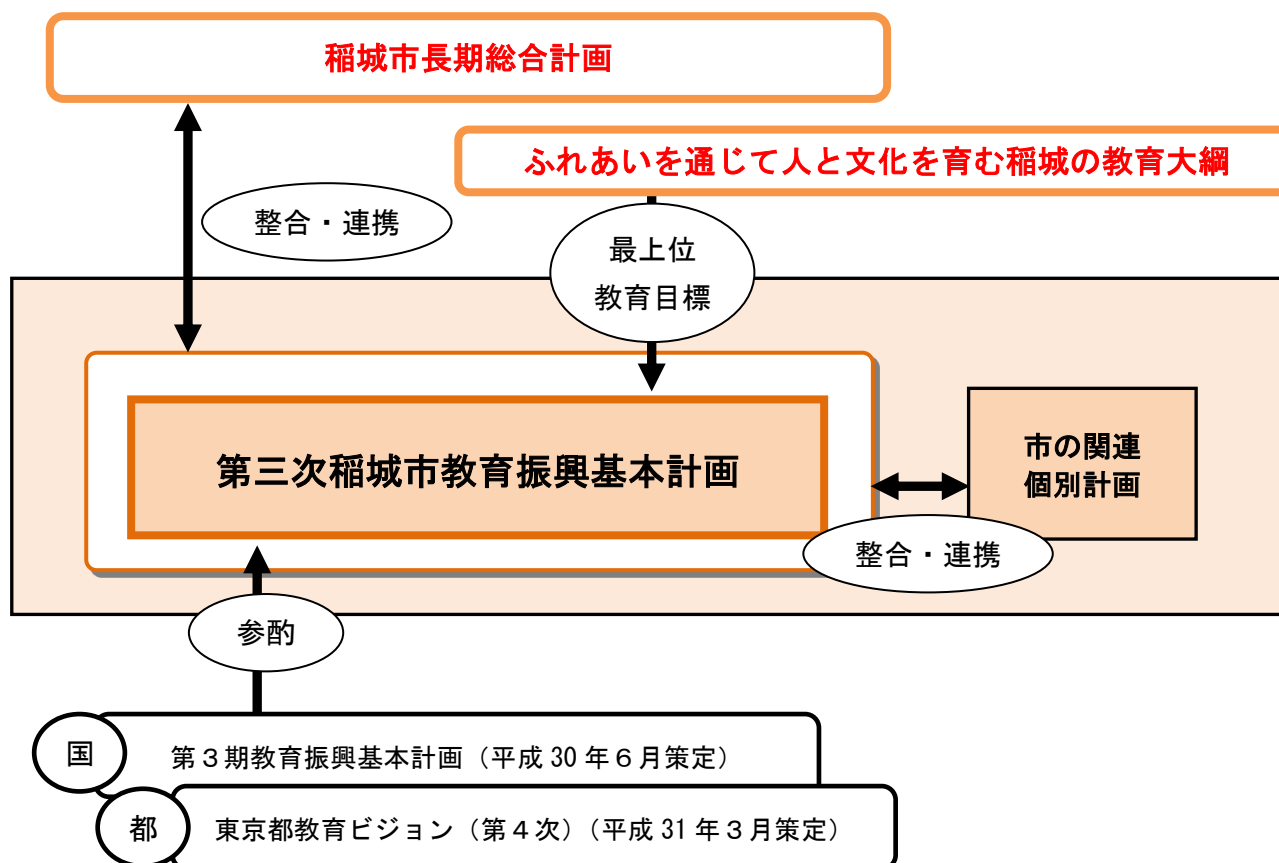 稲城市長期総合計画
ふれあいを通じて人と文化を育む稲城の教育大綱
整合・連携
最上位
教育目標
第三次稲城市教育振興基本計画
市の関連
個別計画
整合・連携
参酌
国
第３期教育振興基本計画（平成 30 年６月策定）
都
東京都教育ビジョン（第４次）（平成 31 年３月策定）